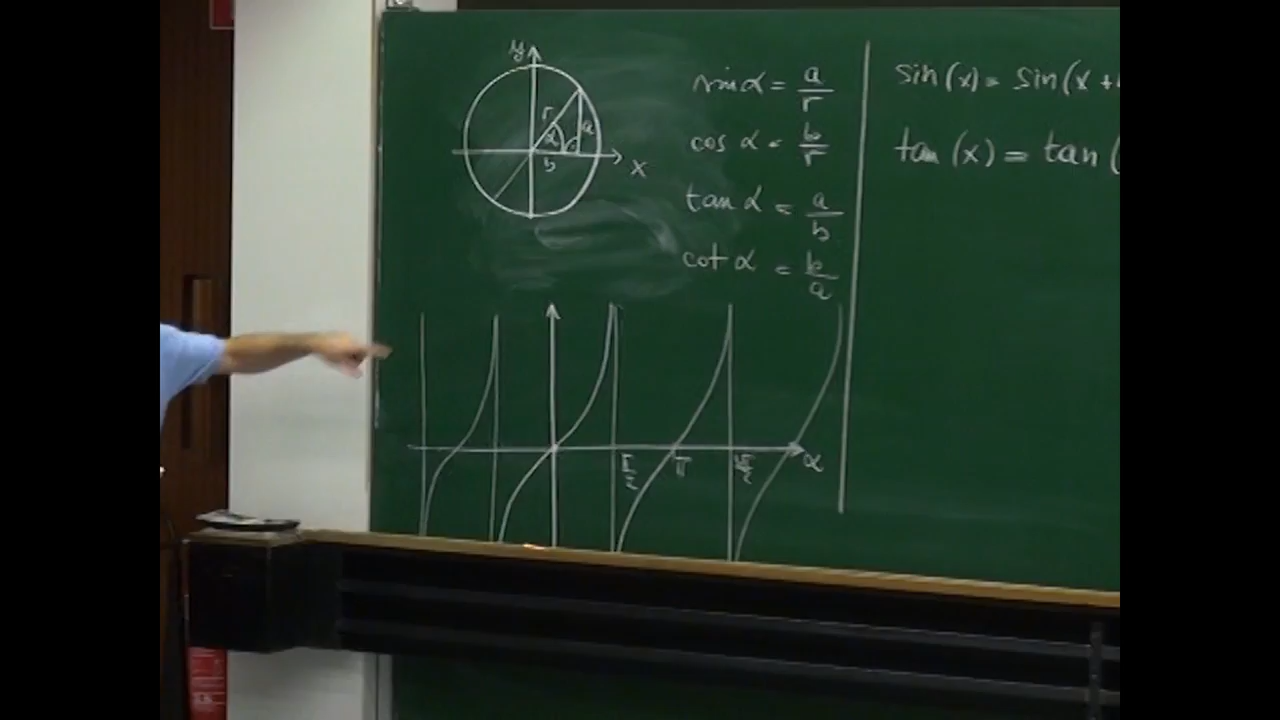 y
r
a
α
b
x
sin α = a/r
cos α = b/r
tan α = a/b
cot α = b/a
sin(x) = sin(x +
tan(x) = tan(
π/2
π
3π/2
α